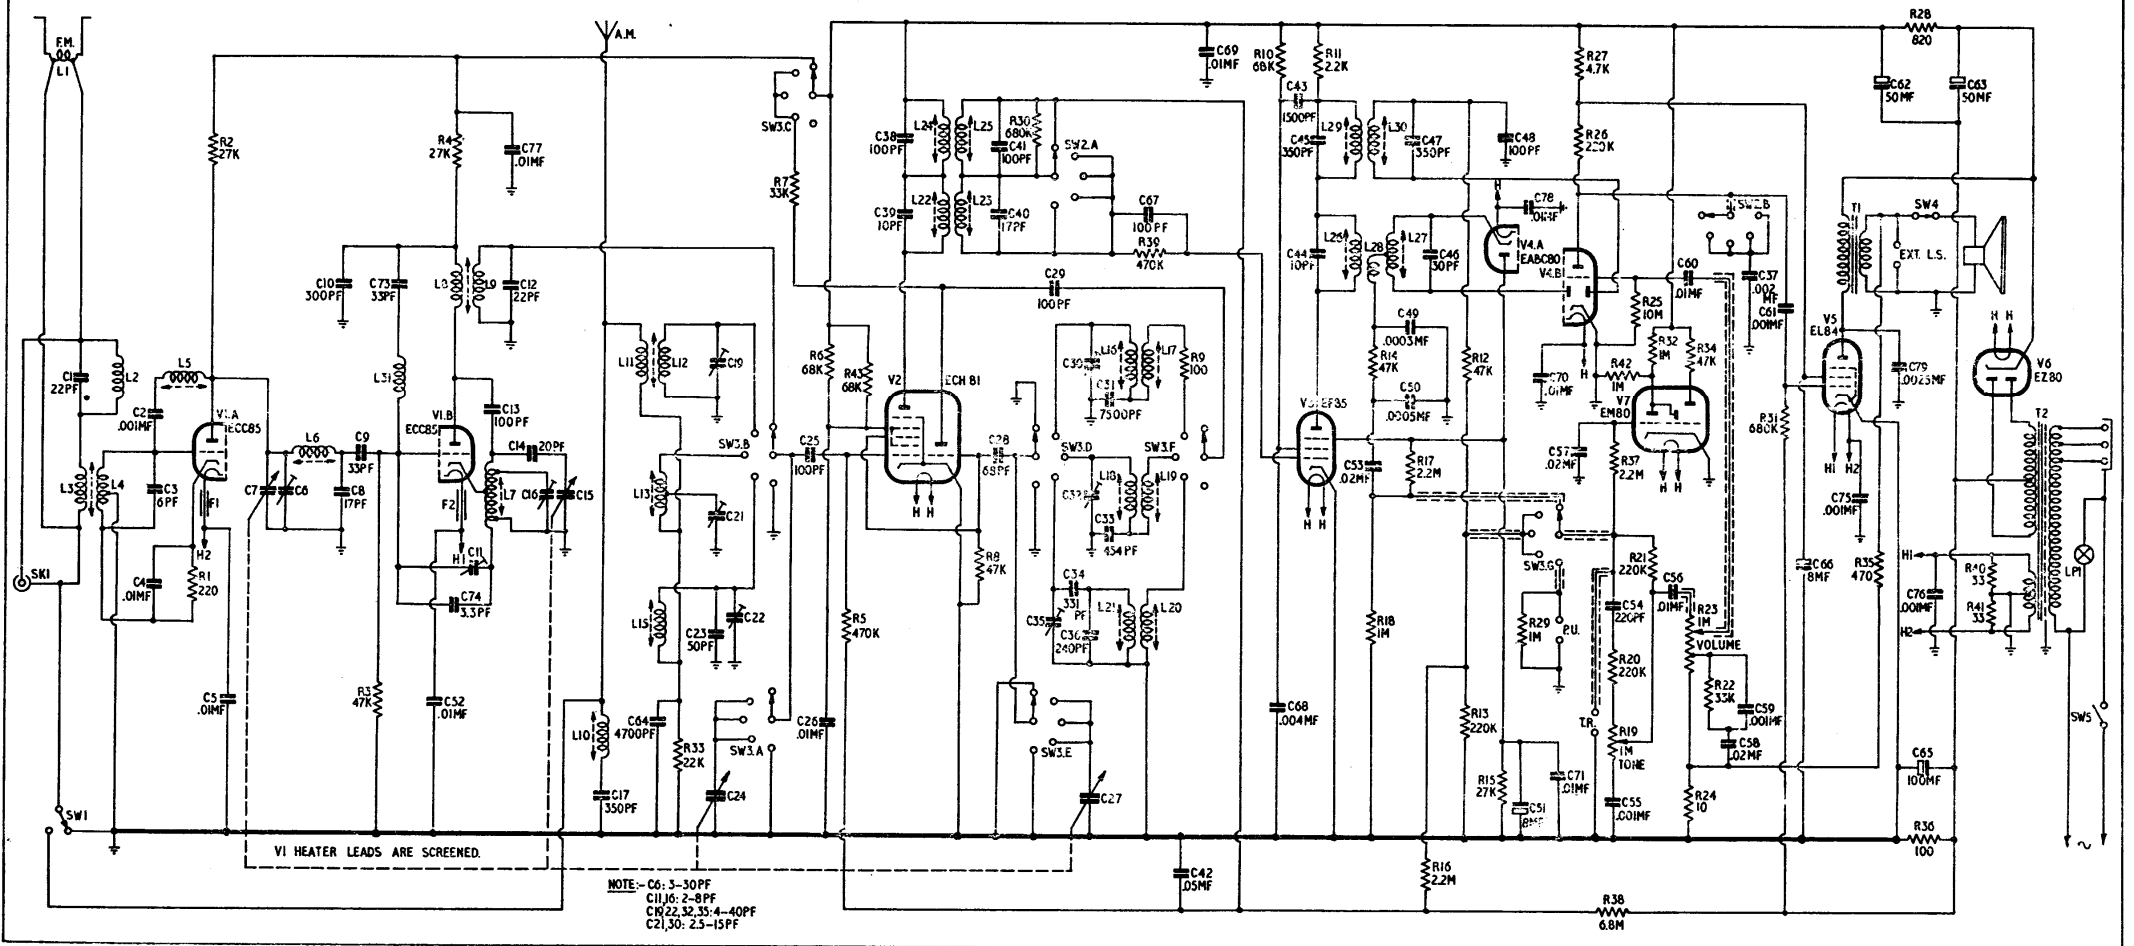 F.M.
L1
A.M.
R28
820
C69
.01MF
R10
68K
R11
2.2K
R27
4.7K
C62
50MF
C63
50MF
R2
27K
R4
27K
C77
.01MF
SW3.C
R7
33K
C38
100PF
L24
L25
R30
680K
C41
100PF
SW2.A
C43
1500PF
C45
350PF
L29
L30
C47
350PF
C48
100PF
R26
220K
C39
10PF
L22
L23
C40
17PF
C67
100PF
R39
470K
H
C78
.01MF
SW2.B
T1
SW4
C10
300PF
C73
33PF
L8
L9
C12
22PF
C29
100PF
C44
10PF
L26
L28
L27
C46
30PF
V4.A
EABC80
V4.B
C60
.01MF
C37
.002
MF
EXT. L.S.
C61
.001MF
R25
10M
C1
22PF
L2
L5
L31
L11
L12
C19
R6
68K
R43
68K
V2
ECH 81
C30
L16
L17
R9
100
C31
7500PF
C49
.0003MF
R14
47K
C50
.0005MF
R12
47K
C70
.01MF
H
R42
1M
R32
1M
R34
47K
V7
EM80
V5
EL84
C79
.0025MF
H H
V6
EZ80
C2
.001MF
V1.A
ECC85
L6
C9
33PF
V1.B
ECC85
C13
100PF
C14
20PF
SW3.B
C25
100PF
C28
68PF
SW3.D
SW3.F
V3 EF85
R31
680K
T2
L3
L4
C3
6PF
F1
C7
C6
C8
17PF
F2
L7
C16
C15
L13
C21
H H
L18
L19
C32
C33
454PF
H H
C53
.02MF
R17
2.2M
C57
.02MF
R37
2.2M
H H
H1
H2
C75
.001MF
SK1
H2
C4
.01MF
R1
220
H1
C11
C74
3.3PF
L15
C23
50PF
C22
R8
47K
C34
331
PF
C35
C36
240PF
L21
L20
SW3.G
R21
220K
C56
.01MF
R23
1M
VOLUME
C66
8MF
R35
470
H1
C76
.001MF
H2
R40
33
R41
33
LP1
R5
470K
R18
1M
R29
1M
P.U.
C54
220PF
R20
220K
C5
.01MF
R3
47K
C52
.01MF
L10
C64
4700PF
R33
22K
SW3.A
C26
.01MF
SW3.E
C68
.004MF
R13
220K
T.R.
R19
1M
TONE
R22
33K
C59
.001MF
C58
.02MF
SW5
C17
350PF
C24
C27
R15
27K
C51
8MF
C71
.01MF
C55
.001MF
R24
10
C65
100MF
SW1
R36
100
V1 HEATER LEADS ARE SCREENED.
C42
.05MF
R16
2.2M
NOTE:- C6: 3-30PF
C11,16: 2-8PF
C19,22,32,35: 4-40PF
C21,30: 2.5-15PF
R38
6.8M
~